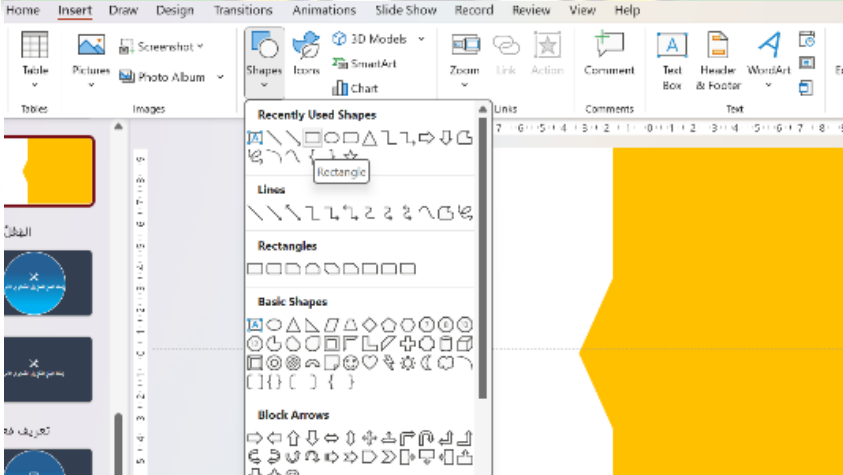 Home Insert Draw Design Transitions Animations Slide Show Record Review View Help
Screenshot
3D Models
SmartArt
Photo Album
Chart
Table Pictures Shapes Icons Zoom Link Action Comment Text Box Header & Footer WordArt
Tables Images Links Comments Text
Recently Used Shapes
Rectangle
Lines
Rectangles
Basic Shapes
Block Arrows
تعريف